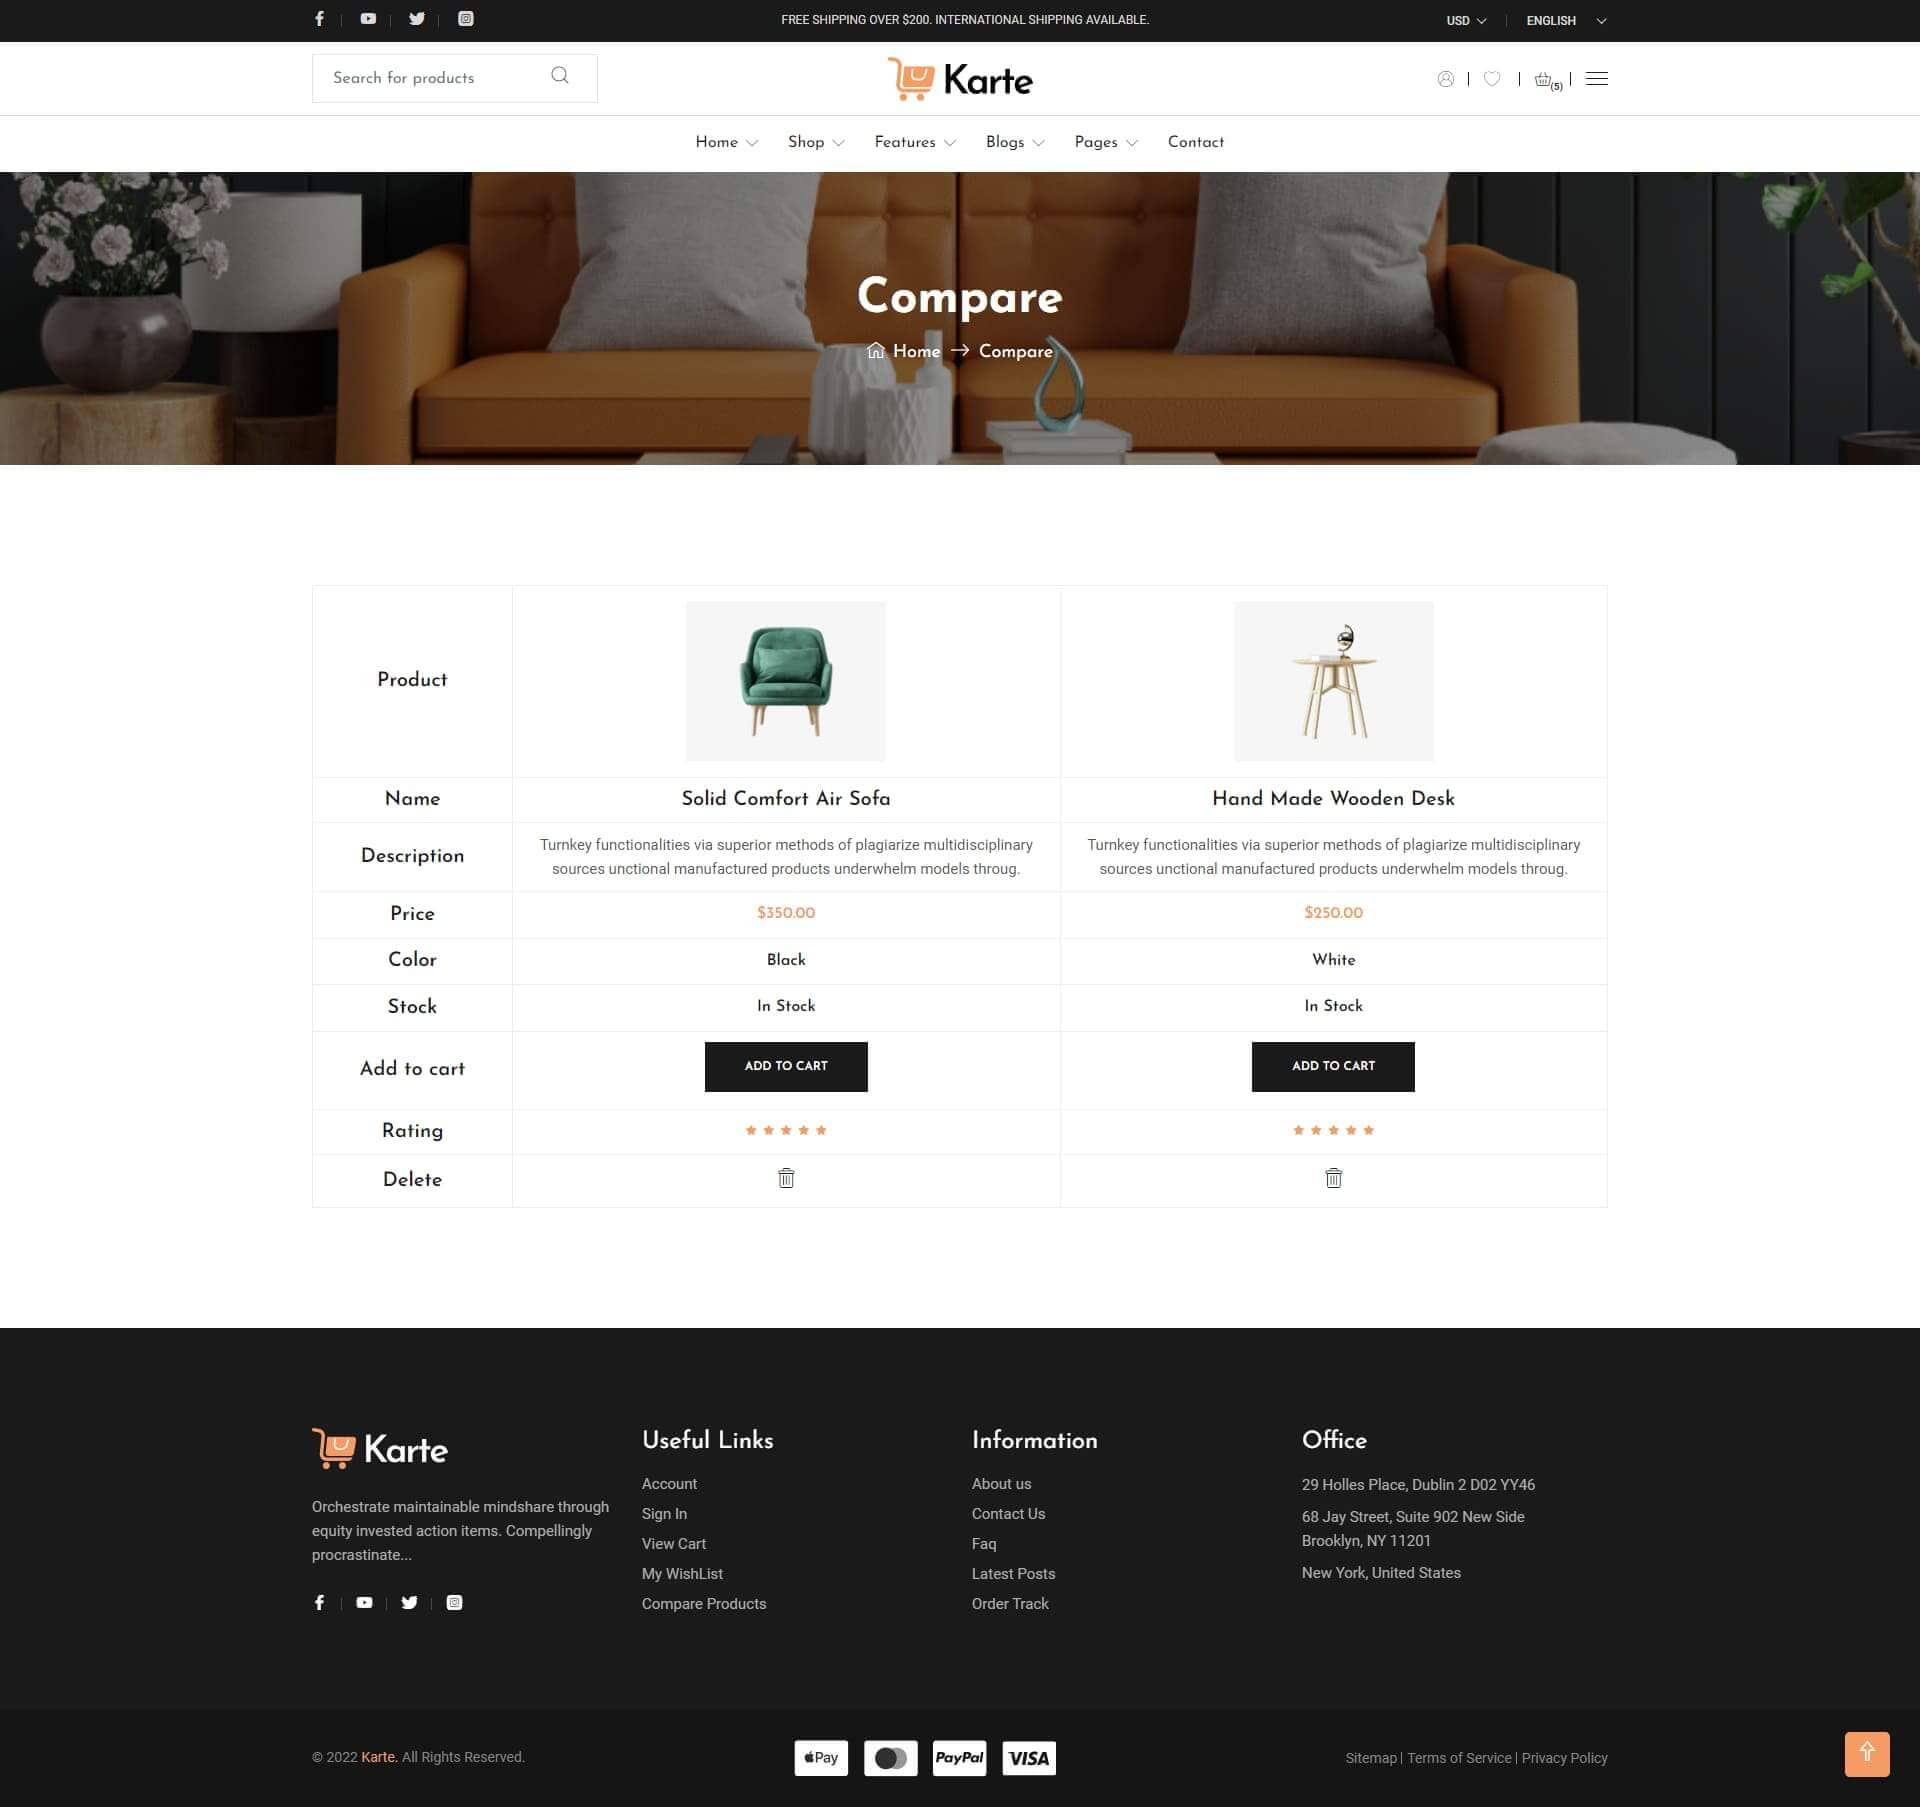 FREE SHIPPING OVER $200. INTERNATIONAL SHIPPING AVAILABLE.
USD
ENGLISH
Search for products
Karte
(5)
Home
Shop
Features
Blogs
Pages
Contact
Compare
Home
Compare
Product
Name
Solid Comfort Air Sofa
Hand Made Wooden Desk
Description
Turnkey functionalities via superior methods of plagiarize multidisciplinary
sources unctional manufactured products underwhelm models throug.
Turnkey functionalities via superior methods of plagiarize multidisciplinary
sources unctional manufactured products underwhelm models throug.
Price
$350.00
$250.00
Color
Black
White
Stock
In Stock
In Stock
Add to cart
ADD TO CART
ADD TO CART
Rating
Delete
Karte
Orchestrate maintainable mindshare through
equity invested action items. Compellingly
procrastinate...
Useful Links
Account
Sign In
View Cart
My WishList
Compare Products
Information
About us
Contact Us
Faq
Latest Posts
Order Track
Office
29 Holles Place, Dublin 2 D02 YY46
68 Jay Street, Suite 902 New Side
Brooklyn, NY 11201
New York, United States
© 2022 Karte. All Rights Reserved.
Pay
PayPal
VISA
Sitemap | Terms of Service | Privacy Policy